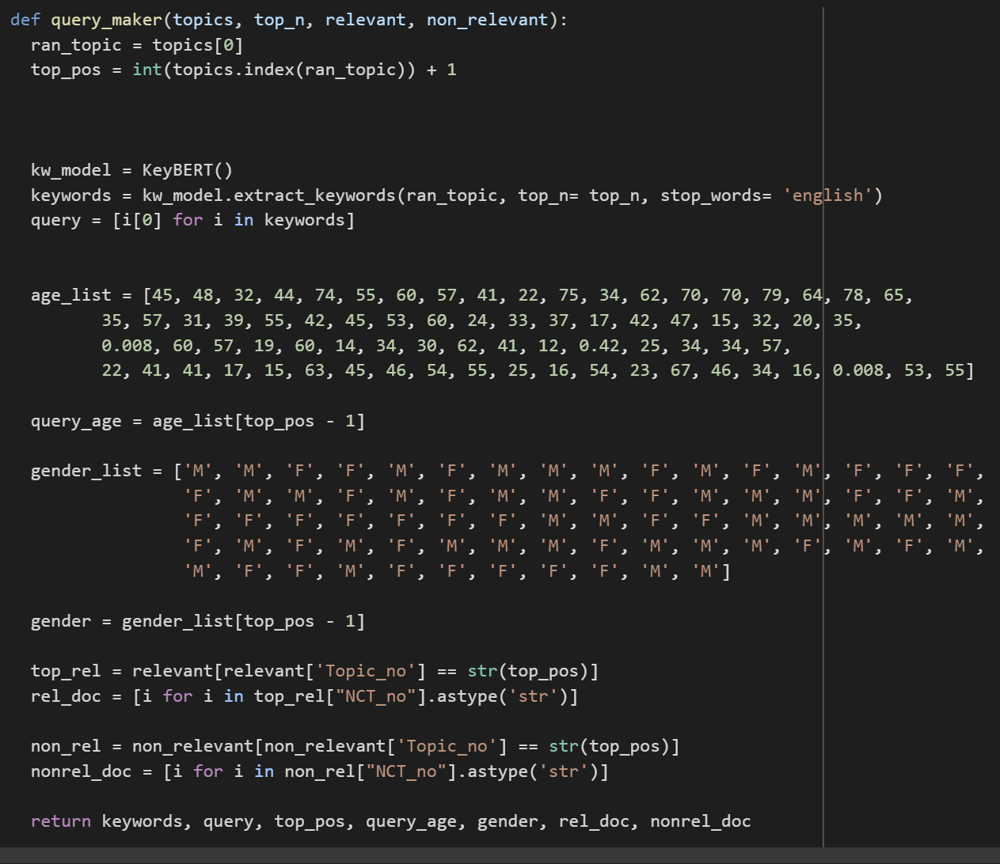 def query_maker(topics, top_n, relevant, non_relevant):
  ran_topic = topics[0]
  top_pos = int(topics.index(ran_topic)) + 1
  kw_model = KeyBERT()
  keywords = kw_model.extract_keywords(ran_topic, top_n= top_n, stop_words= 'english')
  query = [i[0] for i in keywords]
  age_list = [45, 48, 32, 44, 74, 55, 60, 57, 41, 22, 75, 34, 62, 70, 70, 79, 64, 78, 65,
         35, 57, 31, 39, 55, 42, 45, 53, 60, 24, 33, 37, 17, 42, 47, 15, 32, 20, 35,
         0.008, 60, 57, 19, 60, 14, 34, 30, 62, 41, 12, 0.42, 25, 34, 34, 57,
         22, 41, 41, 17, 15, 63, 45, 46, 54, 55, 25, 16, 54, 23, 67, 46, 34, 16, 0.008, 53, 55]
  query_age = age_list[top_pos - 1]
  gender_list = ['M', 'M', 'F', 'F', 'M', 'F', 'M', 'M', 'M', 'F', 'M', 'F', 'M', 'F', 'F', 'F',
                 'F', 'M', 'M', 'F', 'M', 'F', 'M', 'M', 'F', 'F', 'M', 'M', 'M', 'F', 'F', 'M',
                 'F', 'F', 'F', 'F', 'F', 'F', 'F', 'M', 'M', 'F', 'F', 'M', 'M', 'M', 'M', 'M',
                 'F', 'M', 'F', 'M', 'F', 'M', 'M', 'M', 'F', 'M', 'M', 'M', 'F', 'M', 'F', 'M',
                 'M', 'F', 'F', 'M', 'F', 'F', 'F', 'F', 'F', 'M', 'M']
  gender = gender_list[top_pos - 1]
  top_rel = relevant[relevant['Topic_no'] == str(top_pos)]
  rel_doc = [i for i in top_rel["NCT_no"].astype('str')]
  non_rel = non_relevant[non_relevant['Topic_no'] == str(top_pos)]
  nonrel_doc = [i for i in non_rel["NCT_no"].astype('str')]
  return keywords, query, top_pos, query_age, gender, rel_doc, nonrel_doc